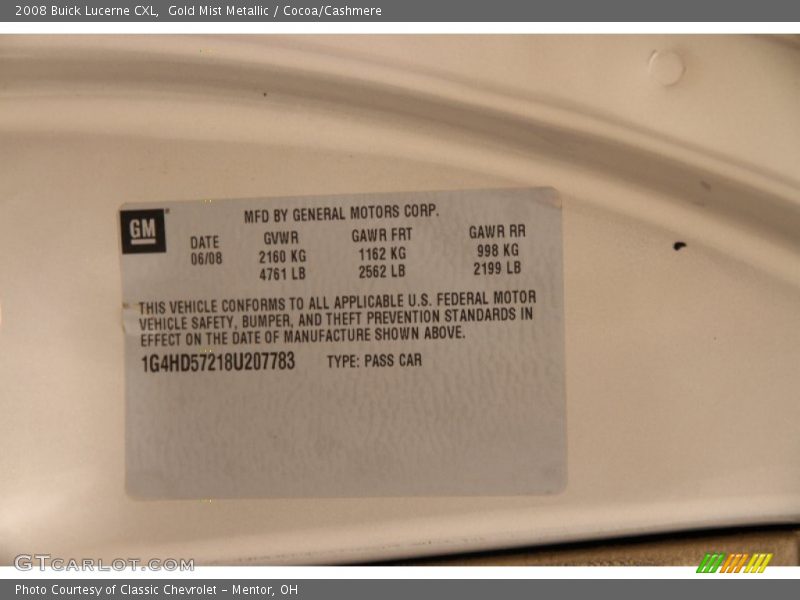 2008 Buick Lucerne CXL,  Gold Mist Metallic / Cocoa/Cashmere
GM
MFD BY GENERAL MOTORS CORP.
DATE GVWR GAWR FRT GAWR RR
06/08 2160 KG 1162 KG 998 KG
4761 LB 2562 LB 2199 LB
THIS VEHICLE CONFORMS TO ALL APPLICABLE U.S. FEDERAL MOTOR
VEHICLE SAFETY, BUMPER, AND THEFT PREVENTION STANDARDS IN
EFFECT ON THE DATE OF MANUFACTURE SHOWN ABOVE.
1G4HD57218U207783 TYPE: PASS CAR
GTcarlot.com
Photo Courtesy of Classic Chevrolet - Mentor, OH